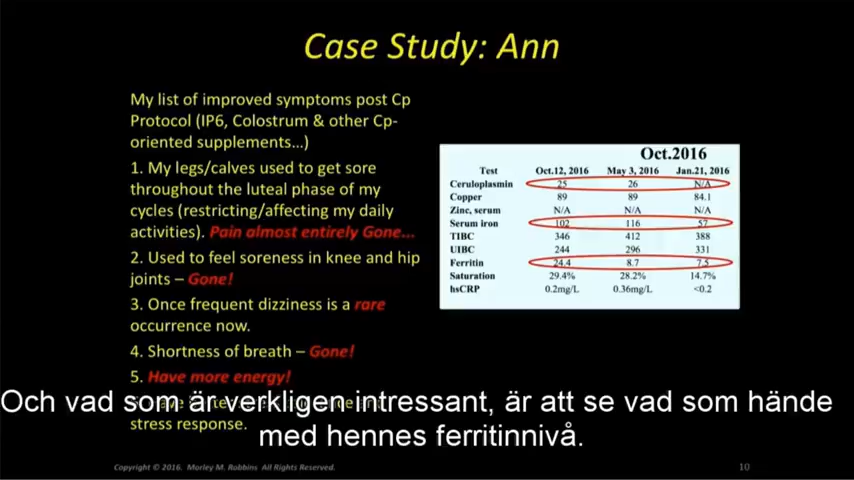 Case Study: Ann
My list of improved symptoms post Cp
Protocol (IP6, Colostrum & other Cp-
oriented supplements...)
1. My legs/calves used to get sore
throughout the luteal phase of my
cycles (restricting/affecting my daily
activities). Pain almost entirely Gone...
2. Used to feel soreness in knee and hip
joints – Gone!
3. Once frequent dizziness is a rare
occurrence now.
4. Shortness of breath – Gone!
5. Have more energy!
stress response.
Oct.2016
Test Oct.12, 2016 May 3, 2016 Jan.21, 2016
Ceruloplasmin 25 26 N/A
Copper 89 89 84.1
Zinc, serum N/A N/A N/A
Serum iron 102 116 57
TIBC 346 412 388
UIBC 244 296 331
Ferritin 24.4 8.7 7.5
Saturation 29.4% 28.2% 14.7%
hsCRP 0.2mg/L 0.36mg/L <0.2
Och vad som är verkligen intressant, är att se vad som hände
med hennes ferritinnivå.
Copyright © 2016. Morley M. Robbins All Rights Reserved.
10